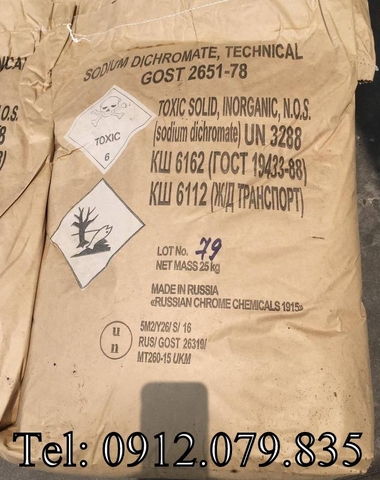 SODIUM DICHROMATE, TECHNICAL
GOST 2651-78
TOXIC SOLID, INORGANIC, N.O.S.
(sodium dichromate) UN 3288
КШ 6162 (ГОСТ 19433-88)
КШ 6112 (Ж/Д ТРАНСПОРТ)
TOXIC
6
LOT No. 79
NET MASS 25 kg
MADE IN RUSSIA
«RUSSIAN CHROME CHEMICALS 1915»
un
5M2/Y26/ S/ 16
RUS/ GOST 26319/
MT260-15 UKM
Tel: 0912.079.835